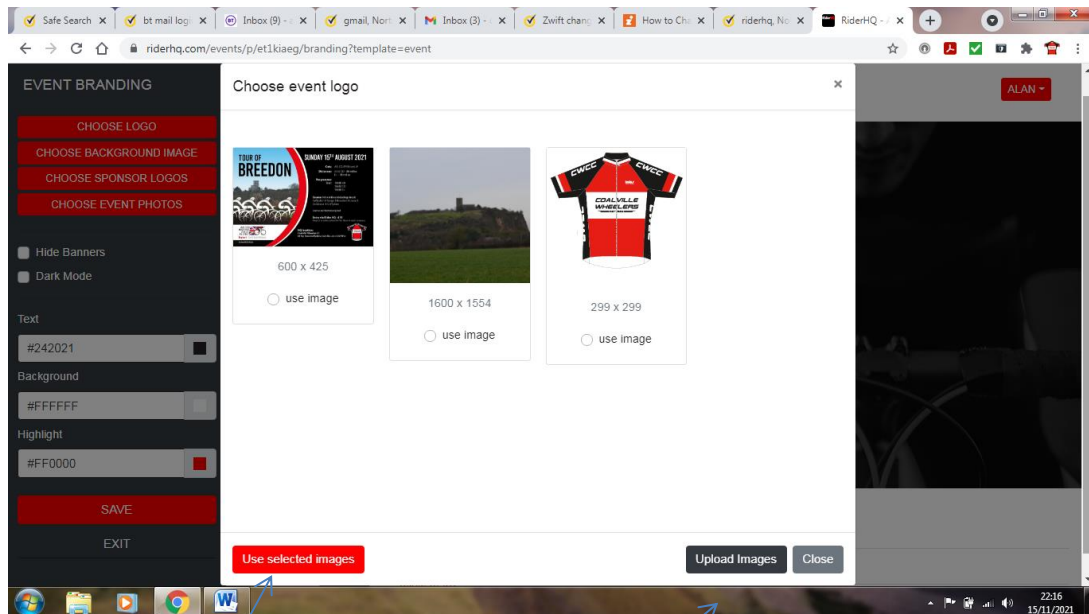 Safe Search
bt mail logi
Inbox (9) -
gmail, Nort
Inbox (3) -
Zwift chang
How to Cha
riderhq, No
RiderHQ - 
riderhq.com/events/p/et1kiaeg/branding?template=event
EVENT BRANDING
CHOOSE LOGO
CHOOSE BACKGROUND IMAGE
CHOOSE SPONSOR LOGOS
CHOOSE EVENT PHOTOS
Hide Banners
Dark Mode
Text
#242021
Background
#FFFFFF
Highlight
#FF0000
SAVE
EXIT
Choose event logo
×
ALAN
TOUR OF
BREEDON
SUNDAY 15TH AUGUST 2021
600 x 425
use image
1600 x 1554
use image
CWCC
CWCC
COALVILLE
WHEELERS
299 x 299
use image
Use selected images
Upload Images
Close
22:16
15/11/2021